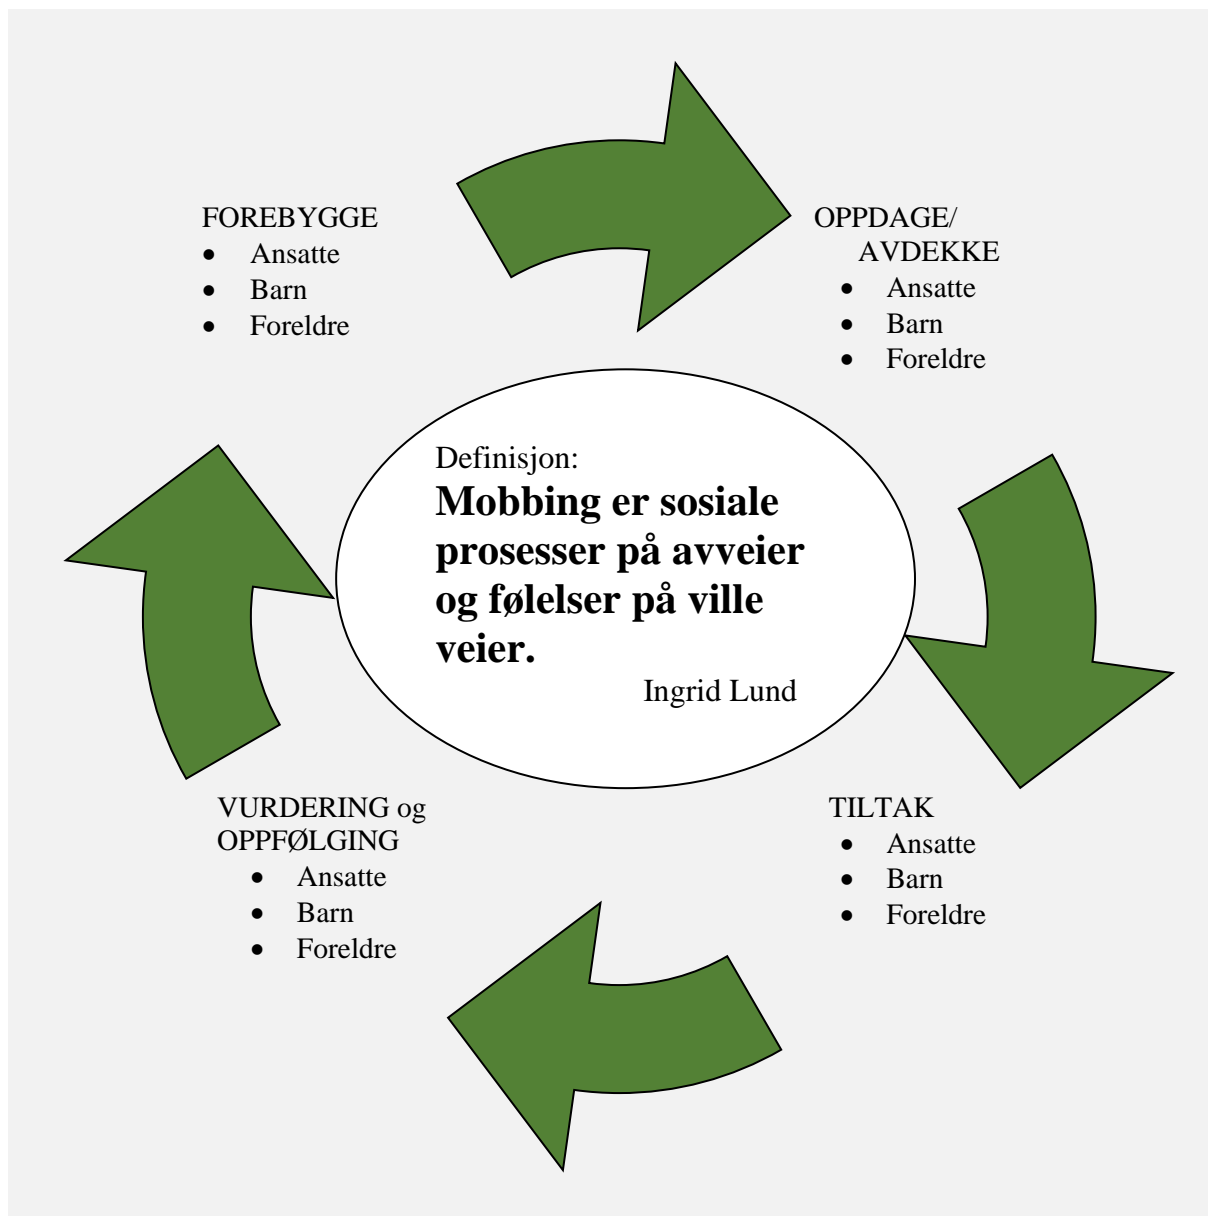 FOREBYGGE
• Ansatte
• Barn
• Foreldre
OPPDAGE/
AVDEKKE
• Ansatte
• Barn
• Foreldre
Definisjon:
Mobbing er sosiale
prosesser på avveier
og følelser på ville
veier.
Ingrid Lund
VURDERING og
OPPFØLGING
• Ansatte
• Barn
• Foreldre
TILTAK
• Ansatte
• Barn
• Foreldre